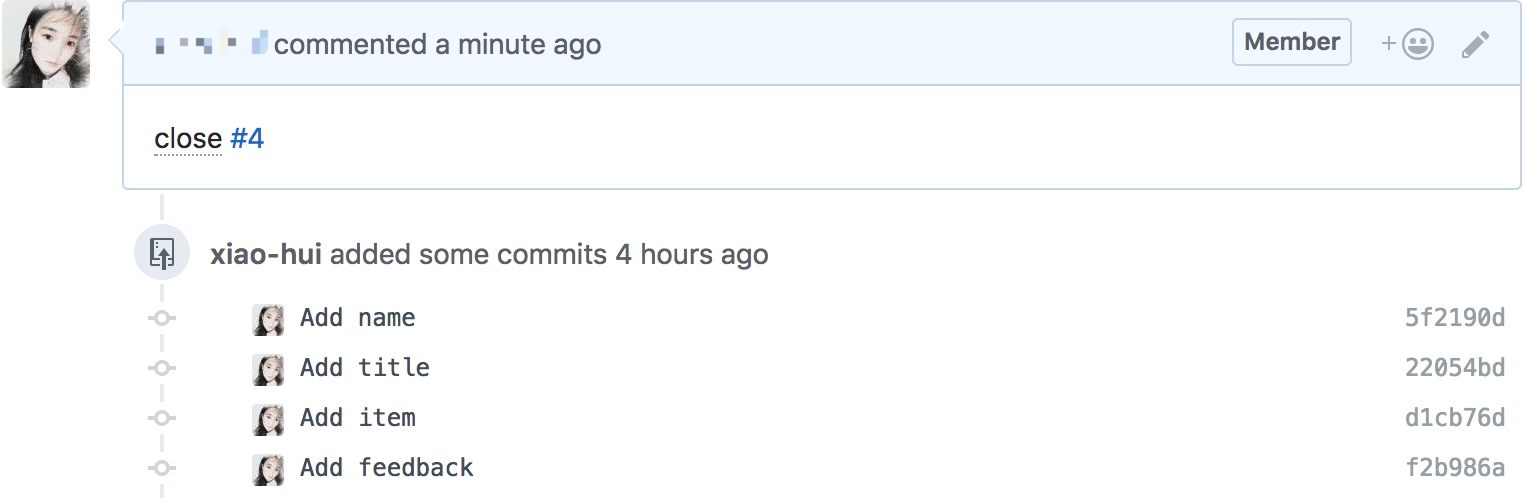 commented a minute ago Member
close #4
xiao-hui added some commits 4 hours ago
Add name 5f2190d
Add title 22054bd
Add item d1cb76d
Add feedback f2b986a